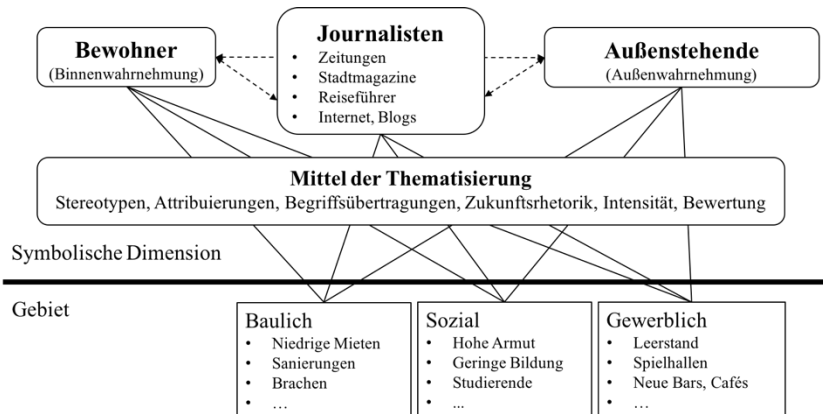 Bewohner
(Binnenwahrnehmung)
Journalisten
• Zeitungen
• Stadtmagazine
• Reiseführer
• Internet, Blogs
Außenstehende
(Außenwahrnehmung)
Mittel der Thematisierung
Stereotypen, Attribuierungen, Begriffsübertragungen, Zukunftsrhetorik, Intensität, Bewertung
Symbolische Dimension
Gebiet
Baulich
• Niedrige Mieten
• Sanierungen
• Brachen
• …
Sozial
• Hohe Armut
• Geringe Bildung
• Studierende
• ...
Gewerblich
• Leerstand
• Spielhallen
• Neue Bars, Cafés
• …